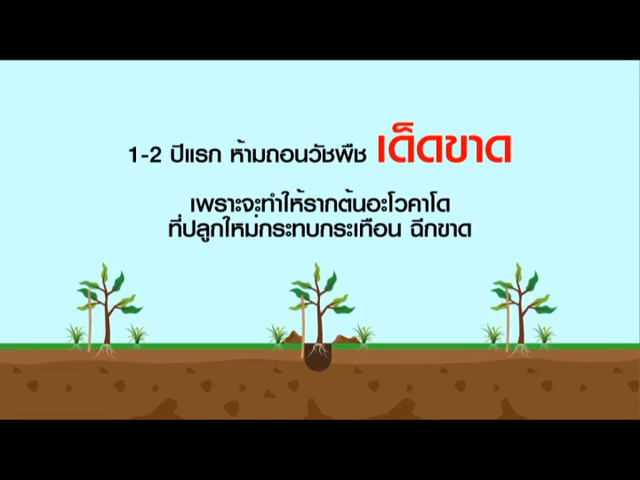 1-2 ปีแรก ห้ามถอนวัชพืช เด็ดขาด
เพราะจะทำให้รากต้นอะโวคาโด
ที่ปลูกใหม่กระทบกระเทือน ฉีกขาด